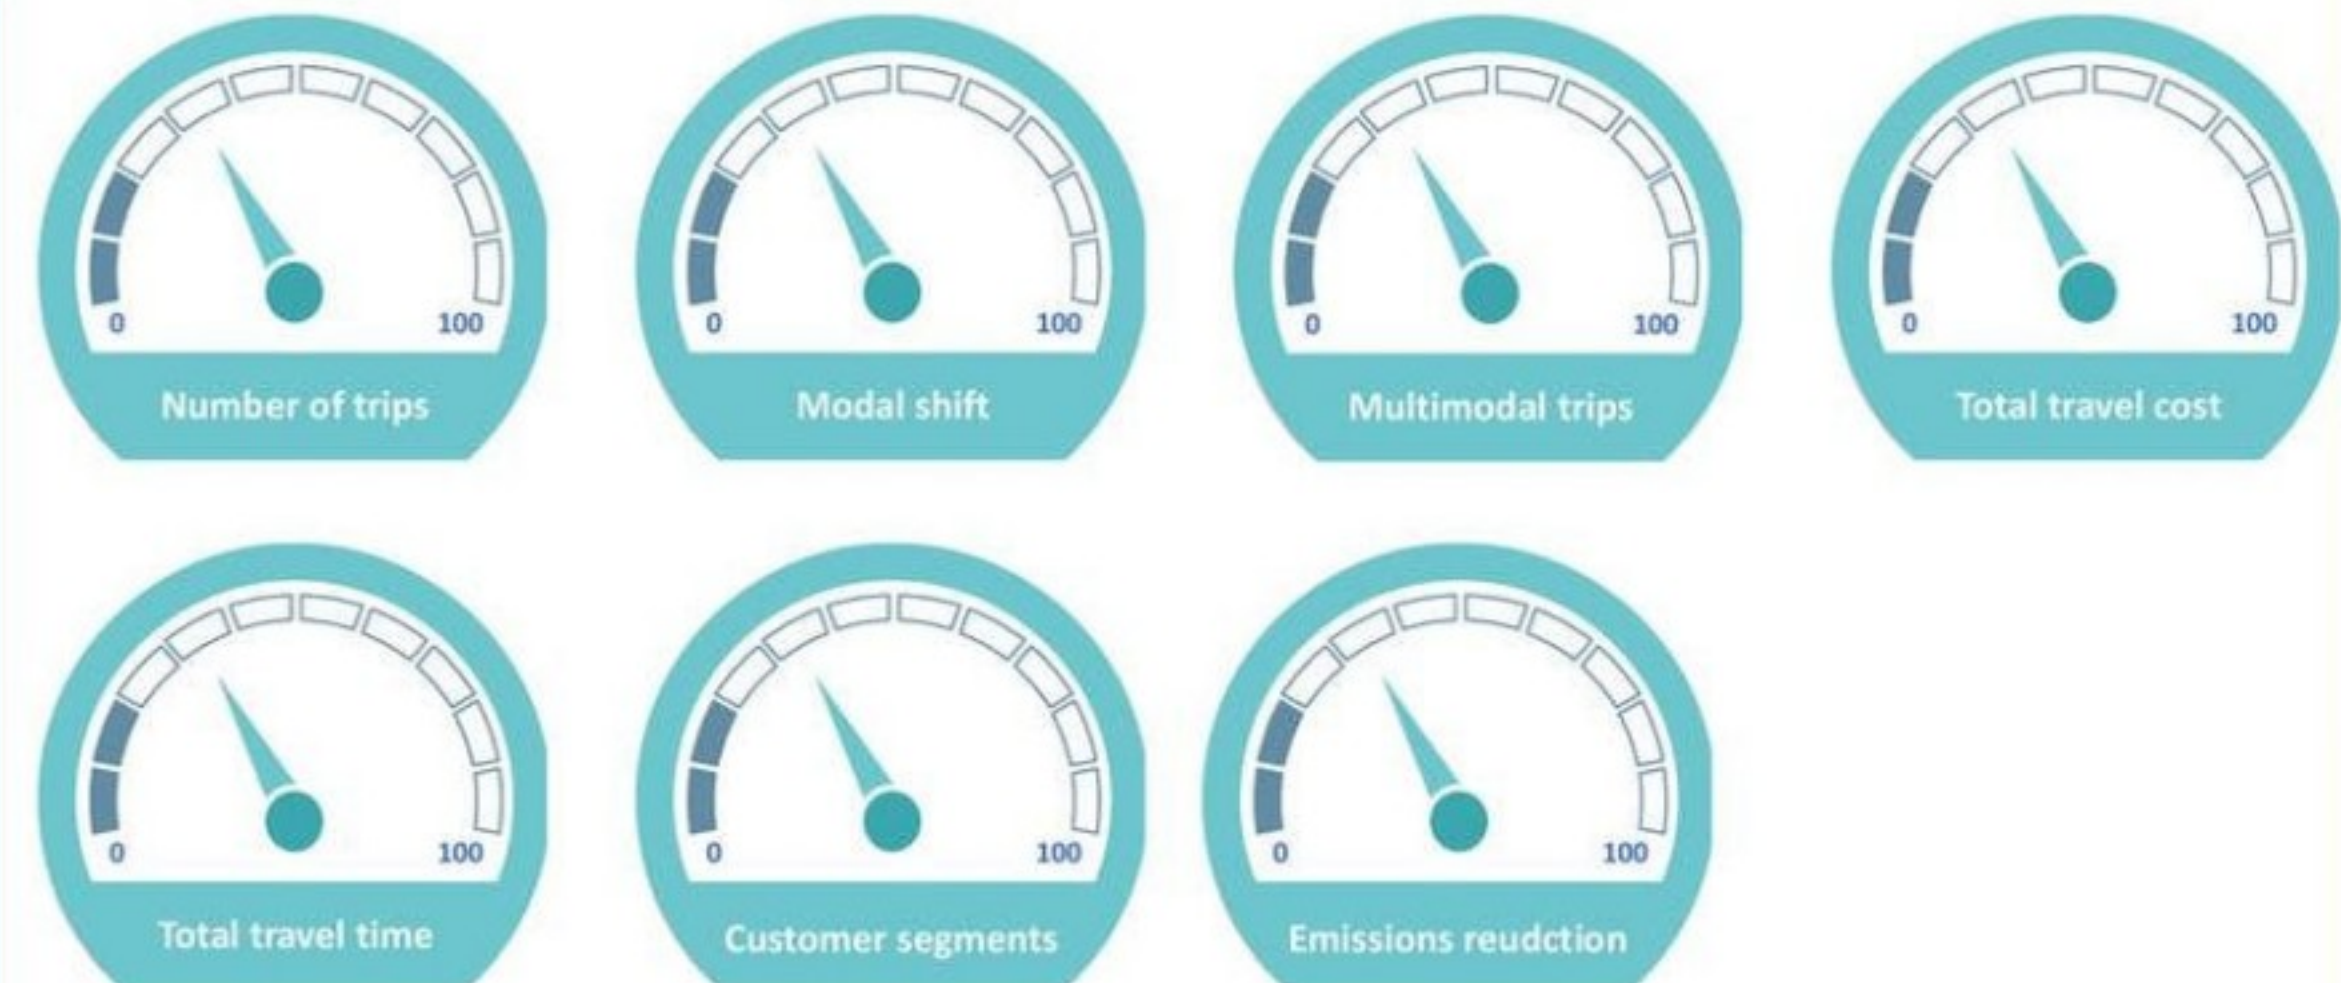 0 100
Number of trips
0 100
Modal shift
0 100
Multimodal trips
0 100
Total travel cost
0 100
Total travel time
0 100
Customer segments
0 100
Emissions reudction